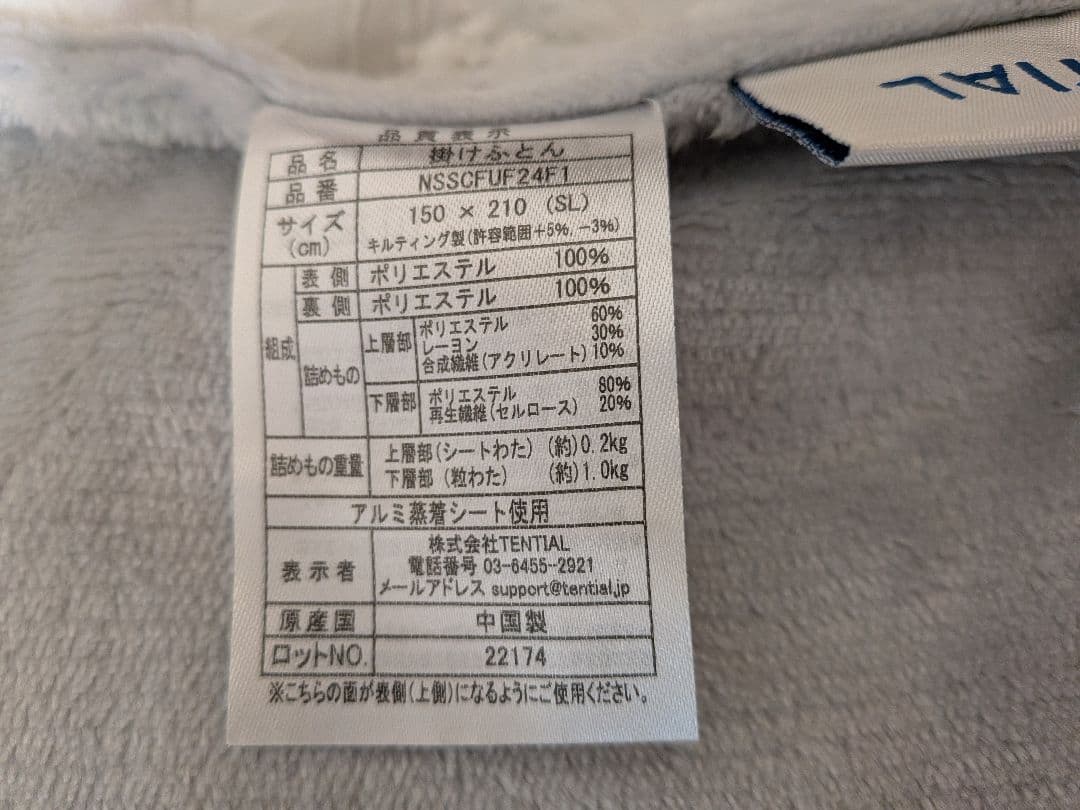 品質表示
品名 掛けふとん
品番 NSSCFUF24F1
サイズ(cm) 150 × 210 (SL)
キルティング製(許容範囲+5%, -3%)
組成 表側 ポリエステル 100%
裏側 ポリエステル 100%
詰めもの 上層部 ポリエステル 60%
レーヨン 30%
合成繊維(アクリレート) 10%
下層部 ポリエステル 80%
再生繊維(セルロース) 20%
詰めもの重量 上層部(シートわた) (約)0.2kg
下層部(粒わた) (約)1.0kg
アルミ蒸着シート使用
表示者 株式会社TENTIAL
電話番号 03-6455-2921
メールアドレス support@tential.jp
原産国 中国製
ロットNO. 22174
※こちらの面が表側(上側)になるようにご使用ください。
TIAL